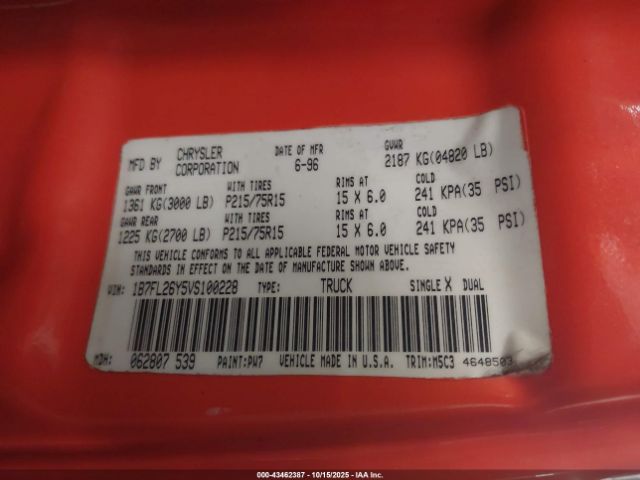 MFD BY CHRYSLER CORPORATION DATE OF MFR 6-96 GVWR 2187 KG(04820 LB)
GAWR FRONT WITH TIRES RIMS AT COLD
1361 KG(3000 LB) P215/75R15 15 X 6.0 241 KPA(35 PSI)
GAWR REAR WITH TIRES RIMS AT COLD
1225 KG(2700 LB) P215/75R15 15 X 6.0 241 KPA(35 PSI)
THIS VEHICLE CONFORMS TO ALL APPLICABLE FEDERAL MOTOR VEHICLE SAFETY
STANDARDS IN EFFECT ON THE DATE OF MANUFACTURE SHOWN ABOVE.
VIN: 1B7FL26Y5VS100228 TYPE: TRUCK SINGLE X DUAL
MDH: 062807 539 PAINT:PW7 VEHICLE MADE IN U.S.A. TRIM:M5C3 4648503
000-43462387 - 10/15/2025 - IAA Inc.